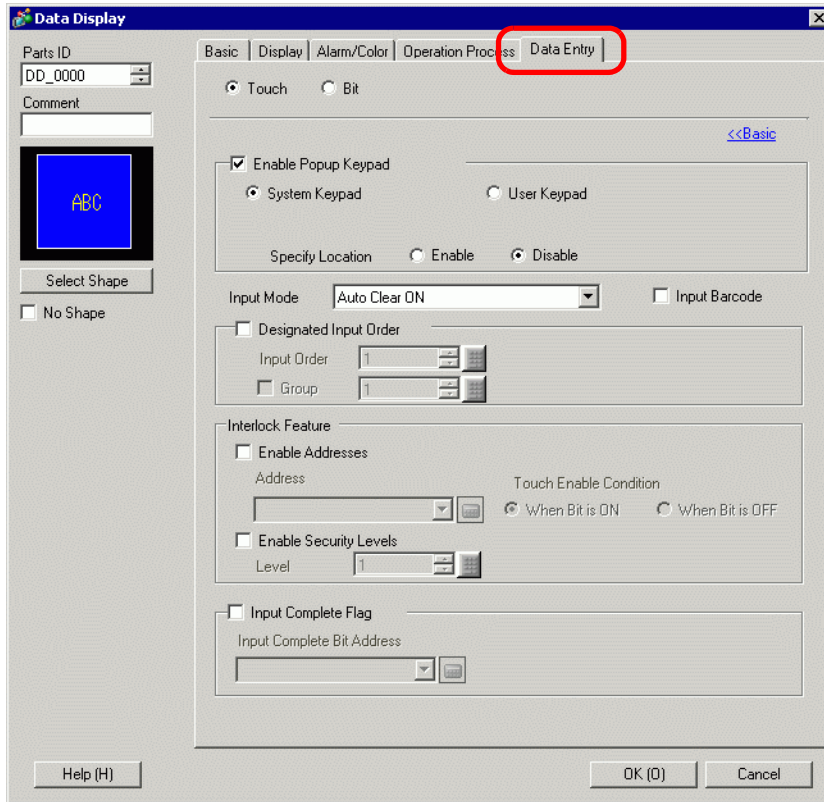 Data Display
Parts ID
DD_0000
Comment
ABC
Select Shape
No Shape
Basic Display Alarm/Color Operation Process Data Entry
Touch Bit
<<Basic
Enable Popup Keypad
System Keypad User Keypad
Specify Location Enable Disable
Input Mode Auto Clear ON Input Barcode
Designated Input Order
Input Order 1
Group 1
Interlock Feature
Enable Addresses
Address Touch Enable Condition
When Bit is ON When Bit is OFF
Enable Security Levels
Level 1
Input Complete Flag
Input Complete Bit Address
Help (H) OK (O) Cancel